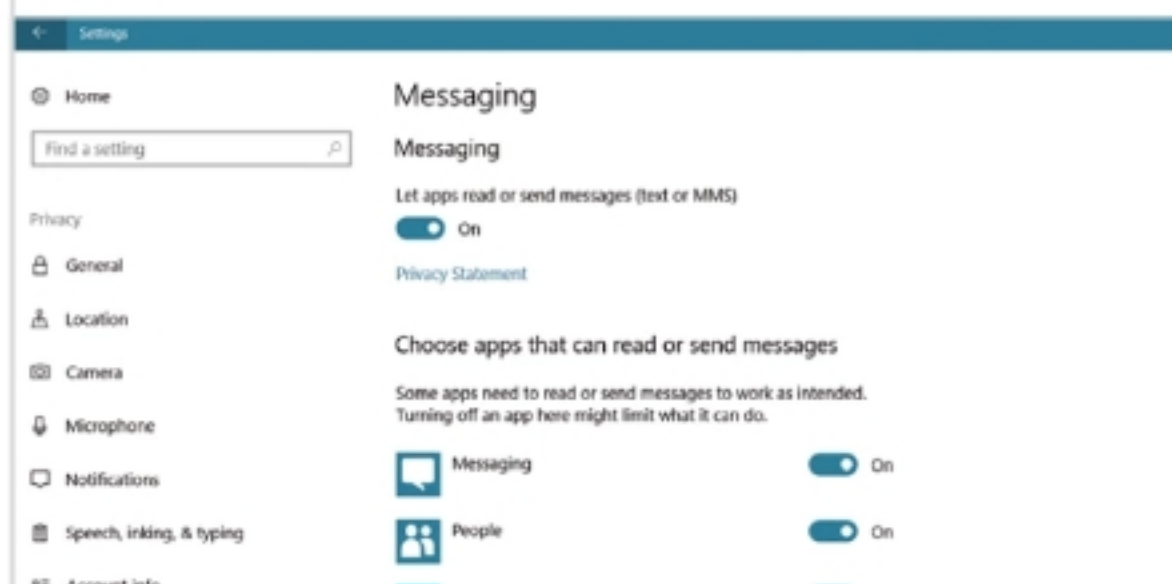 Settings
Home
Find a setting
Privacy
General
Location
Camera
Microphone
Notifications
Speech, inking, & typing
Account info
Messaging
Messaging
Let apps read or send messages (text or MMS)
On
Privacy Statement
Choose apps that can read or send messages
Some apps need to read or send messages to work as intended.
Turning off an app here might limit what it can do.
Messaging On
People On